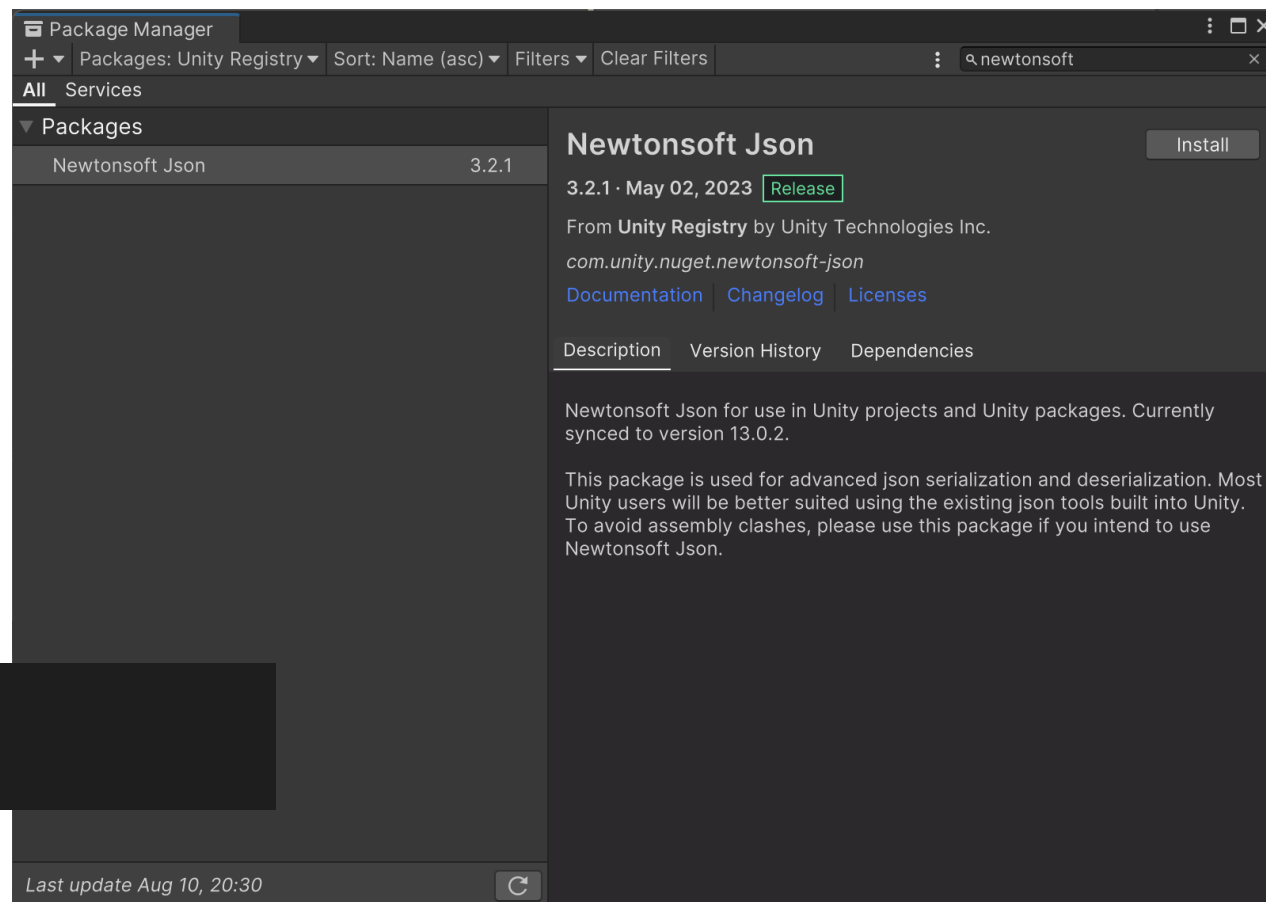 Package Manager
Packages: Unity Registry Sort: Name (asc) Filters Clear Filters newtonsoft
All Services
Packages
Newtonsoft Json 3.2.1
Newtonsoft Json Install
3.2.1 · May 02, 2023 Release
From Unity Registry by Unity Technologies Inc.
com.unity.nuget.newtonsoft-json
Documentation Changelog Licenses
Description Version History Dependencies
Newtonsoft Json for use in Unity projects and Unity packages. Currently
synced to version 13.0.2.
This package is used for advanced json serialization and deserialization. Most
Unity users will be better suited using the existing json tools built into Unity.
To avoid assembly clashes, please use this package if you intend to use
Newtonsoft Json.
Last update Aug 10, 20:30